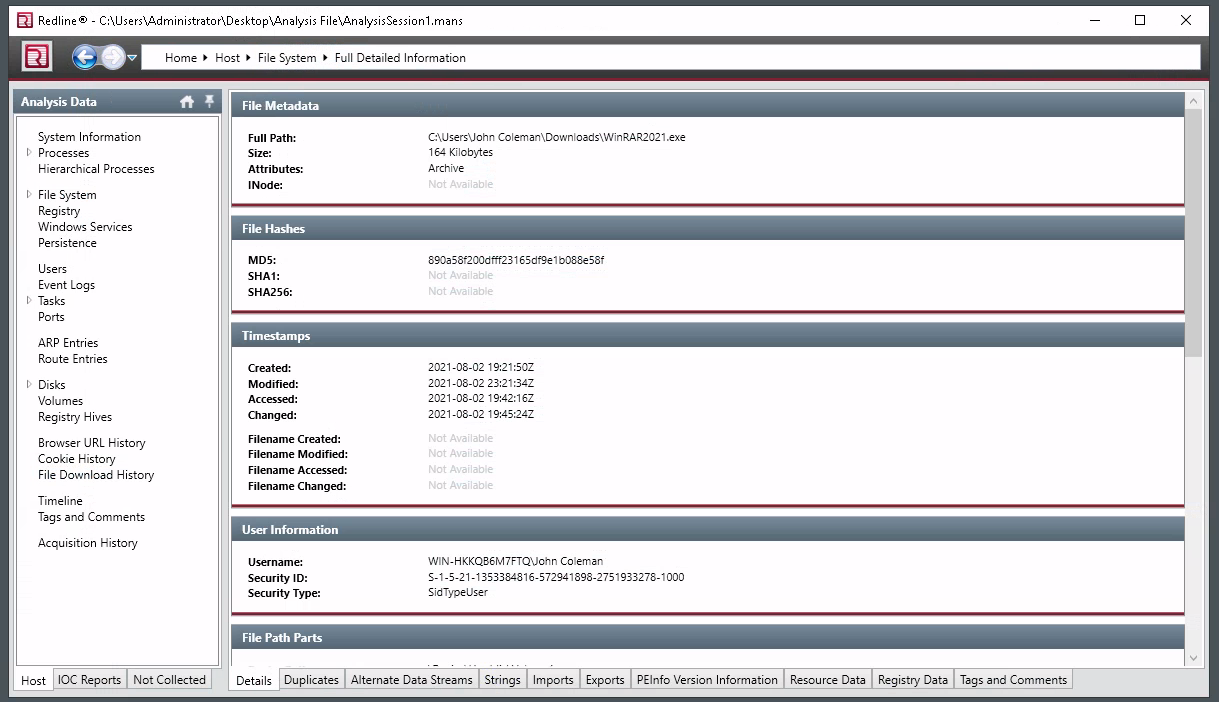 Redline® - C:\Users\Administrator\Desktop\Analysis File\AnalysisSession1.mans
Home Host File System Full Detailed Information
Analysis Data
System Information
Processes
Hierarchical Processes
File System
Registry
Windows Services
Persistence
Users
Event Logs
Tasks
Ports
ARP Entries
Route Entries
Disks
Volumes
Registry Hives
Browser URL History
Cookie History
File Download History
Timeline
Tags and Comments
Acquisition History
Host IOC Reports Not Collected
File Metadata
Full Path: C:\Users\John Coleman\Downloads\WinRAR2021.exe
Size: 164 Kilobytes
Attributes: Archive
INode: Not Available
File Hashes
MD5: 890a58f200dfff23165df9e1b088e58f
SHA1: Not Available
SHA256: Not Available
Timestamps
Created: 2021-08-02 19:21:50Z
Modified: 2021-08-02 23:21:34Z
Accessed: 2021-08-02 19:42:16Z
Changed: 2021-08-02 19:45:24Z
Filename Created: Not Available
Filename Modified: Not Available
Filename Accessed: Not Available
Filename Changed: Not Available
User Information
Username: WIN-HKKQB6M7FTQ\John Coleman
Security ID: S-1-5-21-1353384816-572941898-2751933278-1000
Security Type: SidTypeUser
File Path Parts
Details Duplicates Alternate Data Streams Strings Imports Exports PEInfo Version Information Resource Data Registry Data Tags and Comments